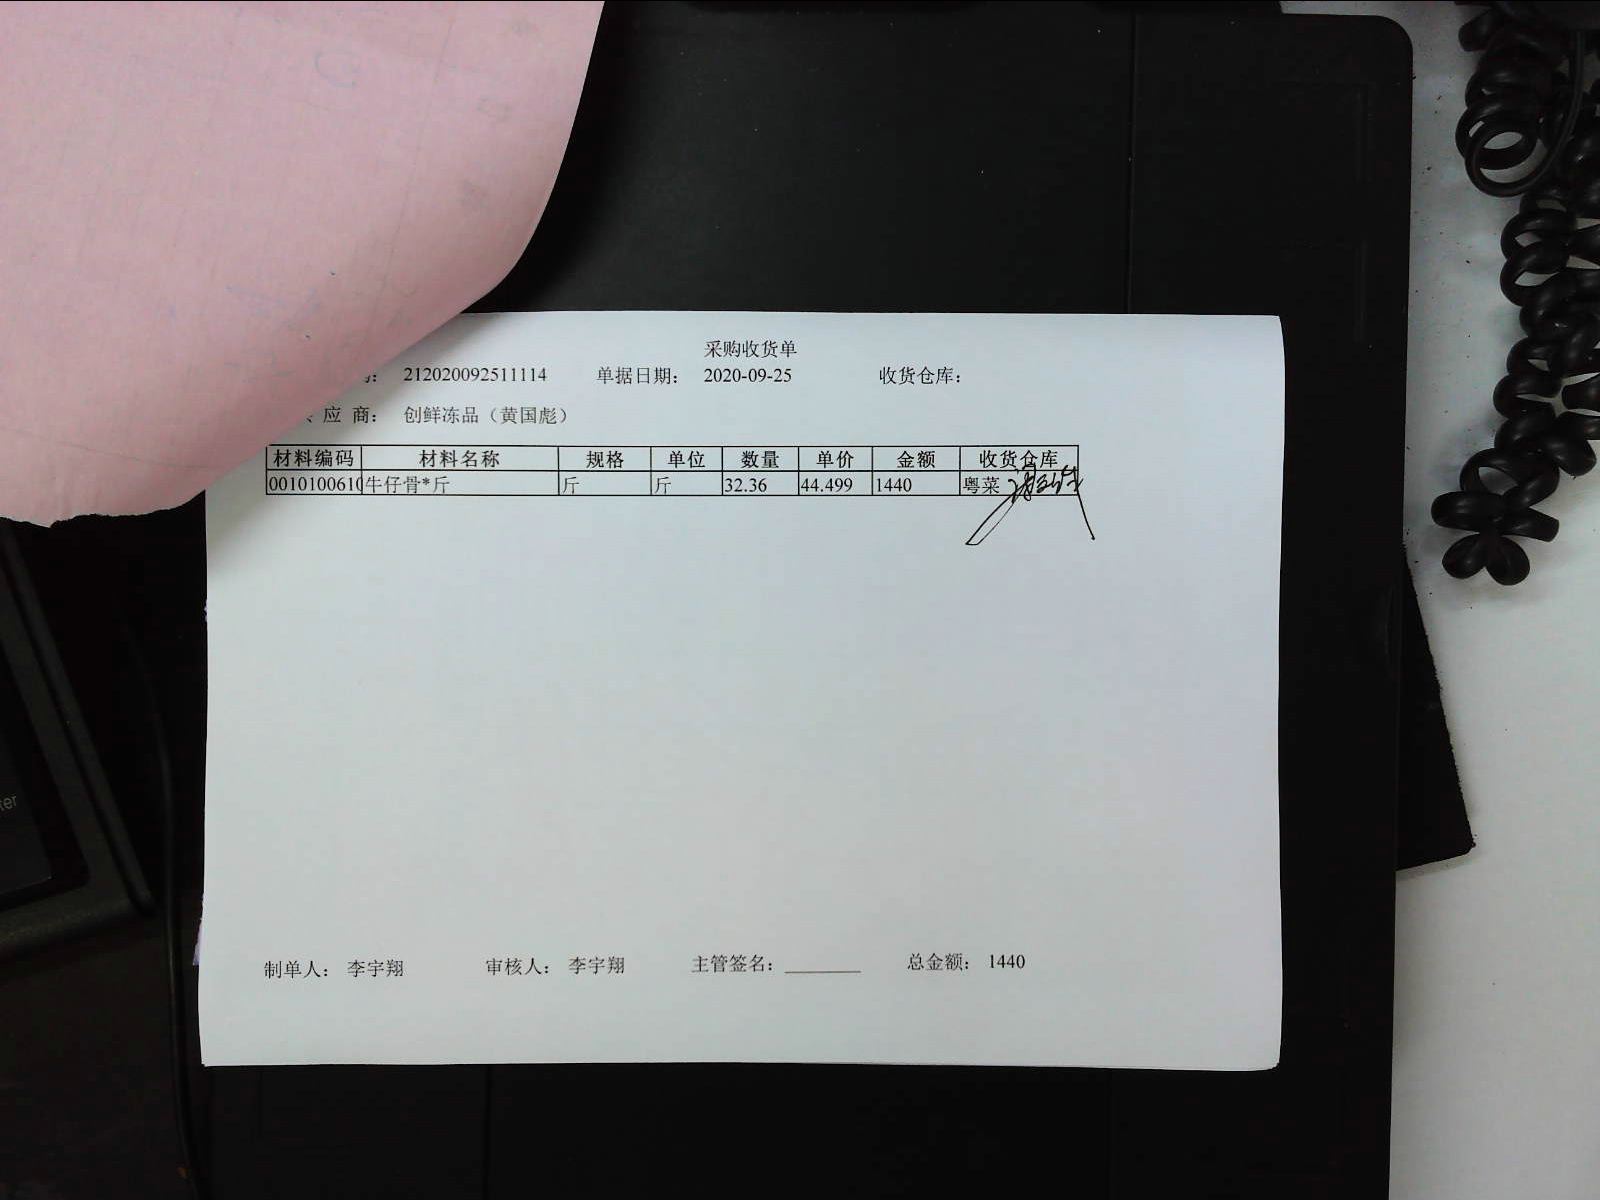 采购收货单
: 212020092511114 单据日期: 2020-09-25 收货仓库:
应 商: 创鲜冻品（黄国彪）
材料编码 材料名称 规格 单位 数量 单价 金额 收货仓库
0010100610 牛仔骨*斤 斤 斤 32.36 44.499 1440 粤菜
制单人: 李宇翔 审核人: 李宇翔 主管签名: ________ 总金额: 1440
ter